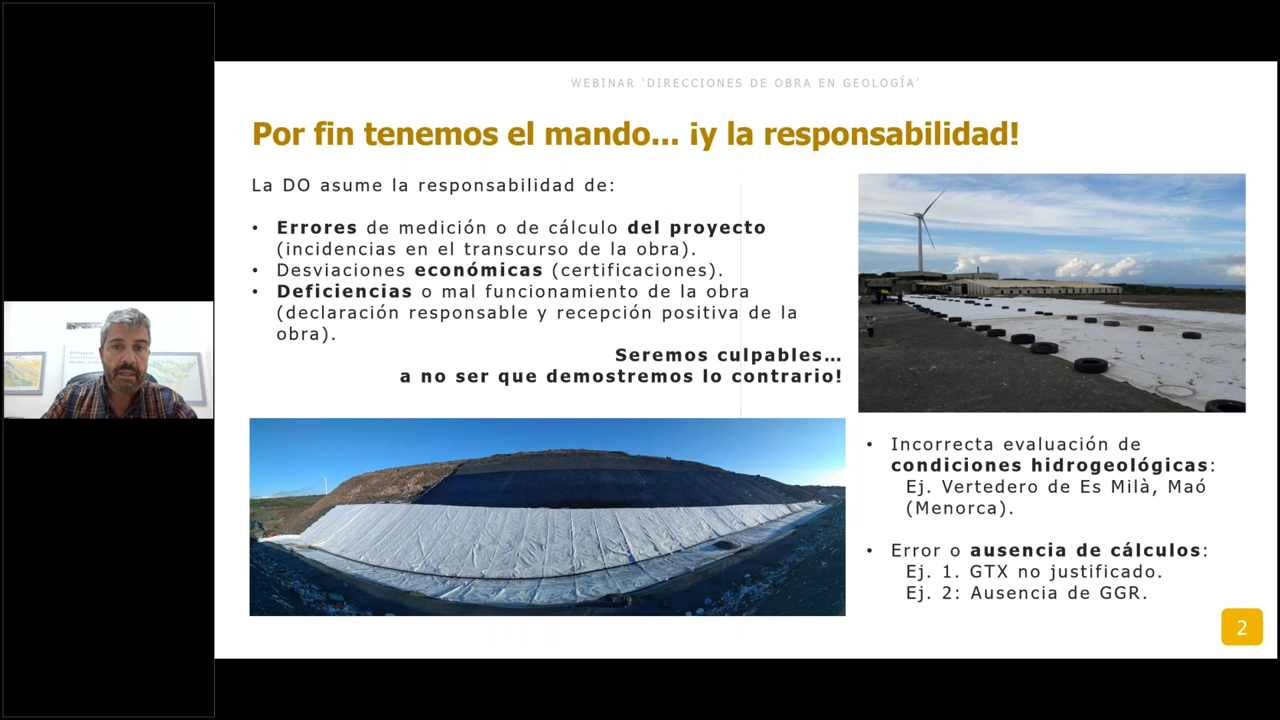 WEBINAR ‘DIRECCIONES DE OBRA EN GEOLOGÍA’
Por fin tenemos el mando... ¡y la responsabilidad!
La DO asume la responsabilidad de:
• Errores de medición o de cálculo del proyecto
(incidencias en el transcurso de la obra).
• Desviaciones económicas (certificaciones).
• Deficiencias o mal funcionamiento de la obra
(declaración responsable y recepción positiva de la
obra).
Seremos culpables…
a no ser que demostremos lo contrario!
• Incorrecta evaluación de
condiciones hidrogeológicas:
Ej. Vertedero de Es Milà, Maó
(Menorca).
• Error o ausencia de cálculos:
Ej. 1. GTX no justificado.
Ej. 2: Ausencia de GGR.
2